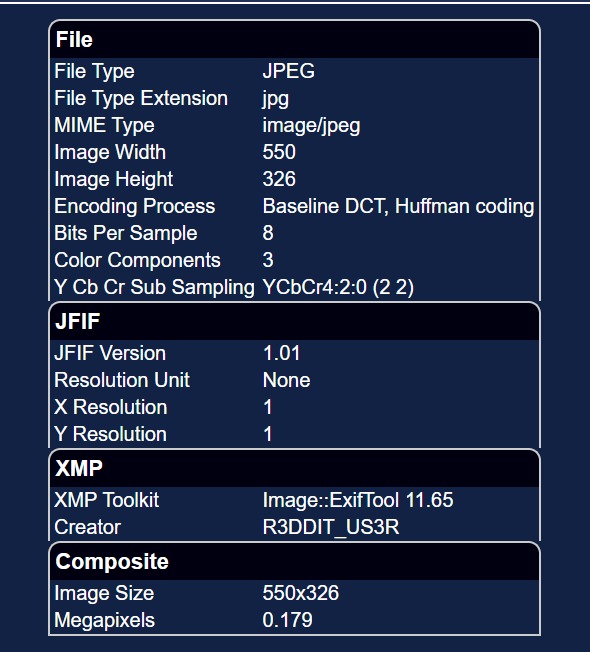 File
File Type JPEG
File Type Extension jpg
MIME Type image/jpeg
Image Width 550
Image Height 326
Encoding Process Baseline DCT, Huffman coding
Bits Per Sample 8
Color Components 3
Y Cb Cr Sub Sampling YCbCr4:2:0 (2 2)
JFIF
JFIF Version 1.01
Resolution Unit None
X Resolution 1
Y Resolution 1
XMP
XMP Toolkit Image::ExifTool 11.65
Creator R3DDIT_US3R
Composite
Image Size 550x326
Megapixels 0.179